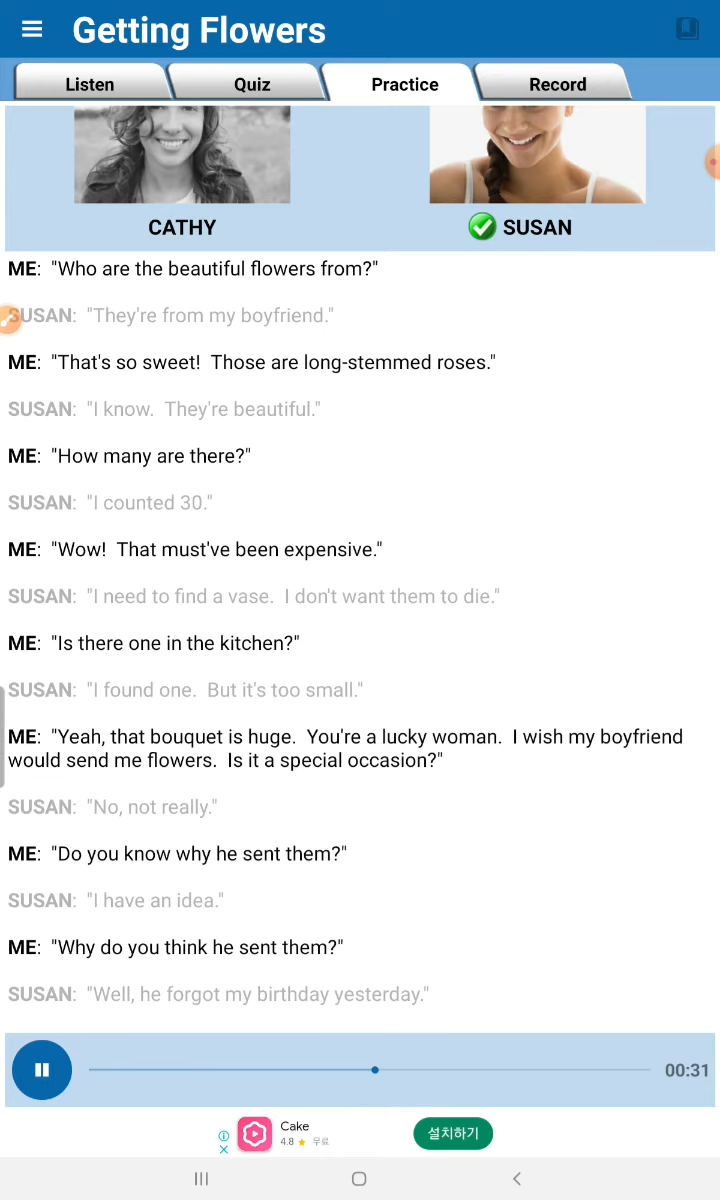 Getting Flowers
Listen Quiz Practice Record
CATHY SUSAN
ME: "Who are the beautiful flowers from?"
SUSAN: "They're from my boyfriend."
ME: "That's so sweet! Those are long-stemmed roses."
SUSAN: "I know. They're beautiful."
ME: "How many are there?"
SUSAN: "I counted 30."
ME: "Wow! That must've been expensive."
SUSAN: "I need to find a vase. I don't want them to die."
ME: "Is there one in the kitchen?"
SUSAN: "I found one. But it's too small."
ME: "Yeah, that bouquet is huge. You're a lucky woman. I wish my boyfriend
would send me flowers. Is it a special occasion?"
SUSAN: "No, not really."
ME: "Do you know why he sent them?"
SUSAN: "I have an idea."
ME: "Why do you think he sent them?"
SUSAN: "Well, he forgot my birthday yesterday."
00:31
Cake
4.8 ★ 무료
설치하기